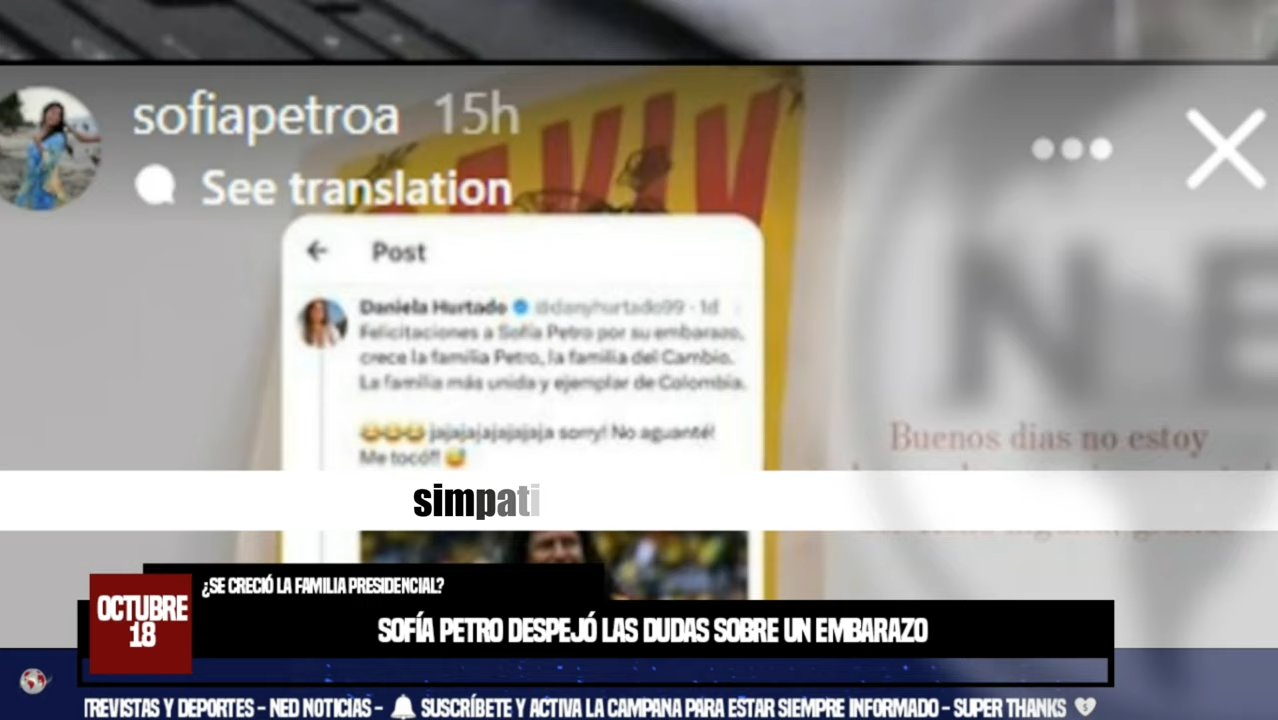 sofiapetroa 15h
See translation
Post
Daniela Hurtado @danyhurtado99 · 1d
Felicitaciones a Sofía Petro por su embarazo,
crece la familia Petro, la familia del Cambio.
La familia más unida y ejemplar de Colombia.
😂😂😂 jajajajajajaja sorry! No aguanté!
Me tocó!! 😅
N E
Buenos dias no estoy
simpati
¿SE CRECIÓ LA FAMILIA PRESIDENCIAL?
OCTUBRE
18
SOFÍA PETRO DESPEJÓ LAS DUDAS SOBRE UN EMBARAZO
TREVISTAS Y DEPORTES - NED NOTICIAS - 🔔 SUSCRÍBETE Y ACTIVA LA CAMPANA PARA ESTAR SIEMPRE INFORMADO - SUPER THANKS